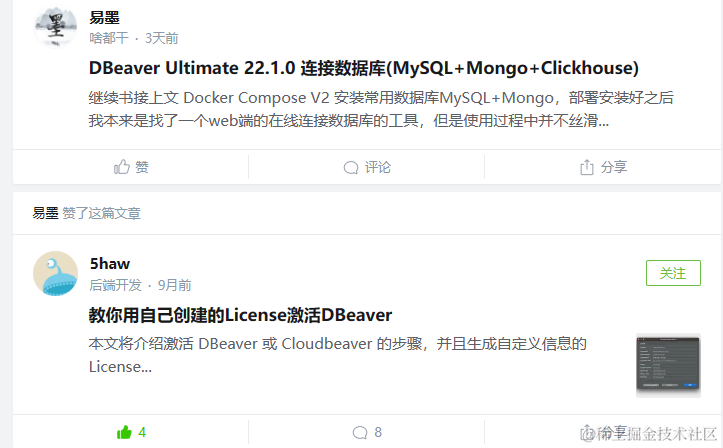 墨
易墨
啥都干 · 3天前
DBeaver Ultimate 22.1.0 连接数据库(MySQL+Mongo+Clickhouse)
继续书接上文 Docker Compose V2 安装常用数据库MySQL+Mongo，部署安装好之后
我本来是找了一个web端的在线连接数据库的工具，但是使用过程中并不丝滑...
赞 评论 分享
易墨 赞了这篇文章
5haw
后端开发 · 9月前
关注
教你用自己创建的License激活DBeaver
本文将介绍激活 DBeaver 或 Cloudbeaver 的步骤，并且生成自定义信息的
License...
4 8 分享
@稀土掘金技术社区